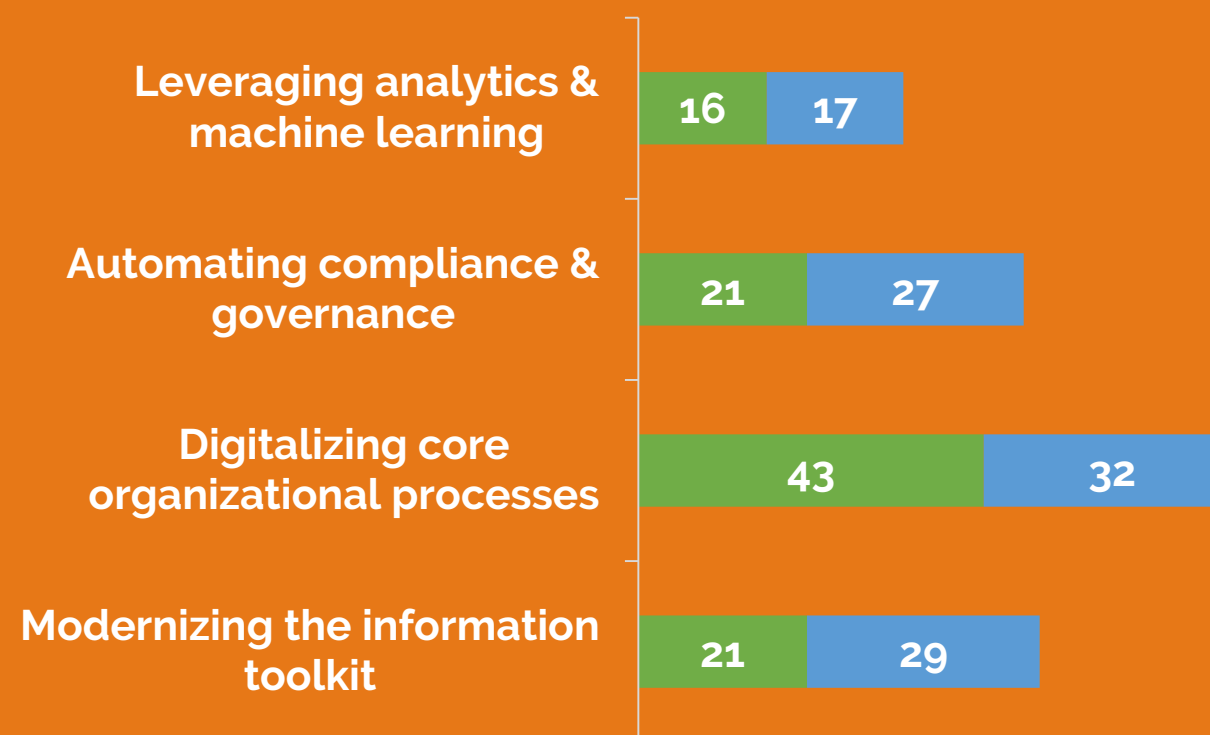 Leveraging analytics &
machine learning
16 17
Automating compliance &
governance
21 27
Digitalizing core
organizational processes
43 32
Modernizing the information
toolkit
21 29